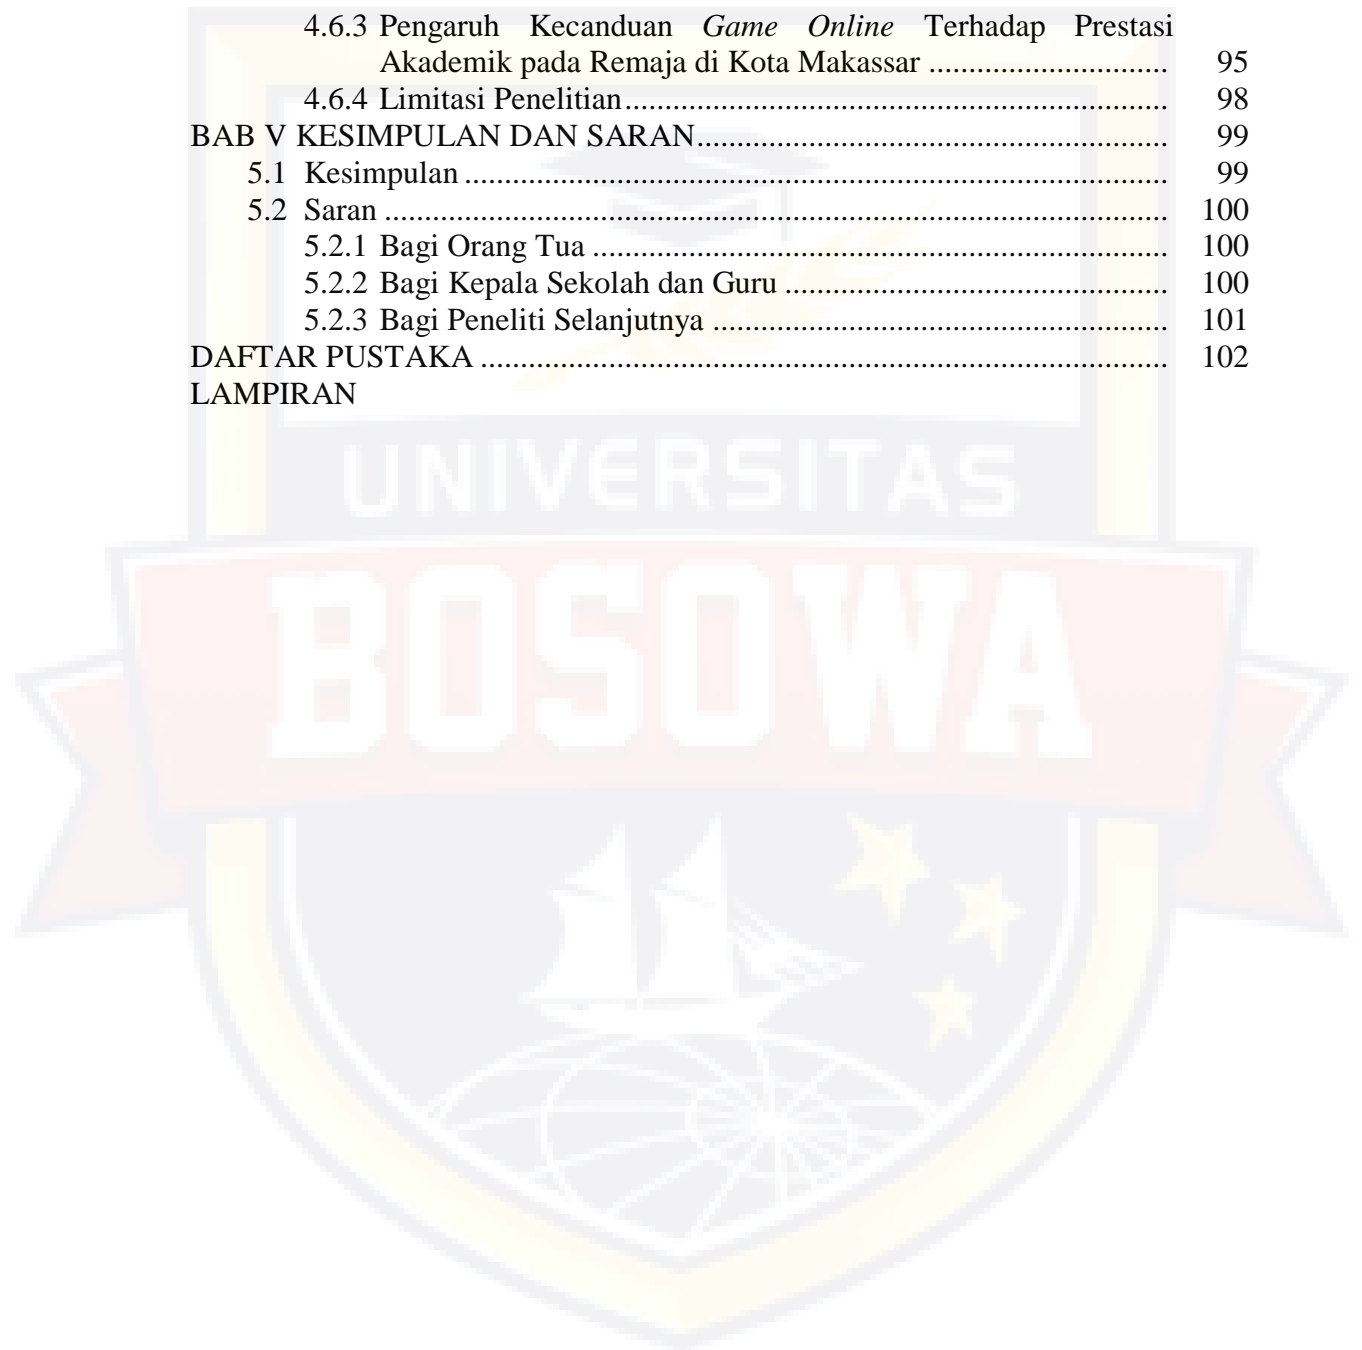 4.6.3 Pengaruh Kecanduan Game Online Terhadap Prestasi
Akademik pada Remaja di Kota Makassar ............................. 95
4.6.4 Limitasi Penelitian.................................................................... 98
BAB V KESIMPULAN DAN SARAN........................................................... 99
5.1 Kesimpulan ........................................................................................ 99
5.2 Saran .................................................................................................. 100
5.2.1 Bagi Orang Tua ........................................................................ 100
5.2.2 Bagi Kepala Sekolah dan Guru ................................................ 100
5.2.3 Bagi Peneliti Selanjutnya ......................................................... 101
DAFTAR PUSTAKA ...................................................................................... 102
LAMPIRAN
UNIVERSITAS
BOSOWA